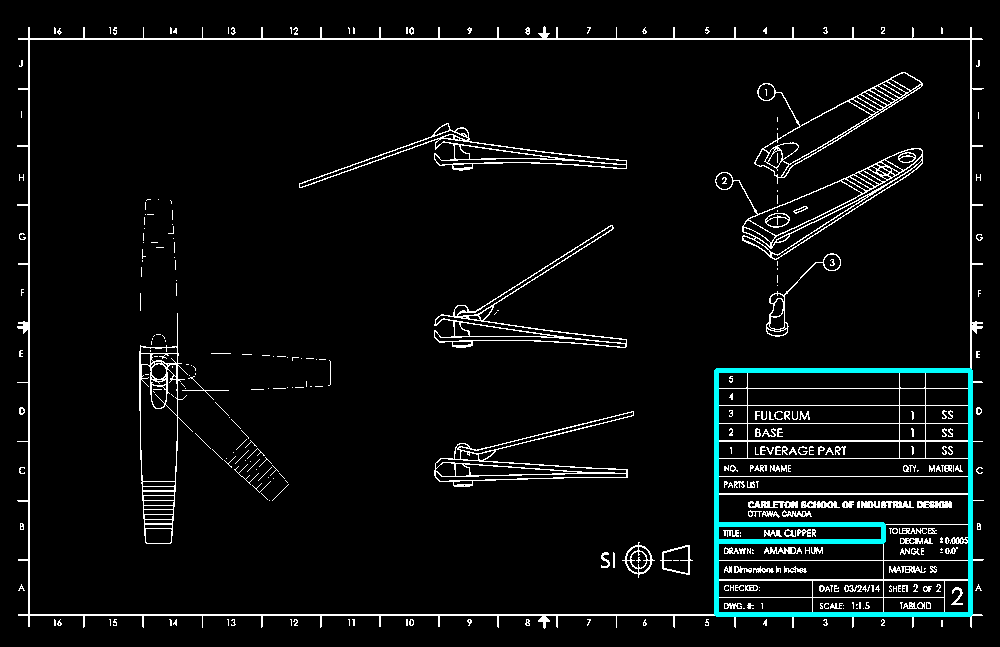 16 15 14 13 12 11 10 9 8 7 6 5 4 3 2 1
J J
I I
H H
G G
F F
E E
D D
C C
B B
A A
1
2
3
SI
5
4
3 FULCRUM 1 SS
2 BASE 1 SS
1 LEVERAGE PART 1 SS
NO. PART NAME QTY. MATERIAL
PARTS LIST
CARLETON SCHOOL OF INDUSTRIAL DESIGN
OTTAWA, CANADA
TITLE: NAIL CLIPPER
TOLERANCES:
DECIMAL ±0.0005
ANGLE ±0.0°
DRAWN: AMANDA HUM
All Dimensions in Inches
MATERIAL: SS
CHECKED: DATE: 03/24/14 SHEET 2 OF 2
DWG. #: 1 SCALE: 1:1.5 TABLOID 2
16 15 14 13 12 11 10 9 8 7 6 5 4 3 2 1